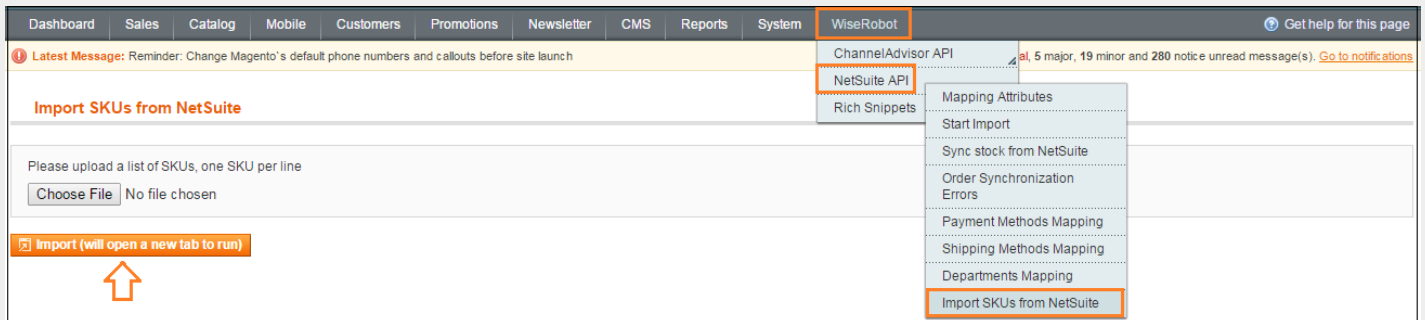 Dashboard Sales Catalog Mobile Customers Promotions Newsletter CMS Reports System WiseRobot Get help for this page
Latest Message: Reminder: Change Magento`s default phone numbers and callouts before site launch
al, 5 major, 19 minor and 280 notice unread message(s). Go to notifications
ChannelAdvisor API
NetSuite API
Rich Snippets
Mapping Attributes
Start Import
Sync stock from NetSuite
Order Synchronization
Errors
Payment Methods Mapping
Shipping Methods Mapping
Departments Mapping
Import SKUs from NetSuite
Import SKUs from NetSuite
Please upload a list of SKUs, one SKU per line
Choose File No file chosen
Import (will open a new tab to run)